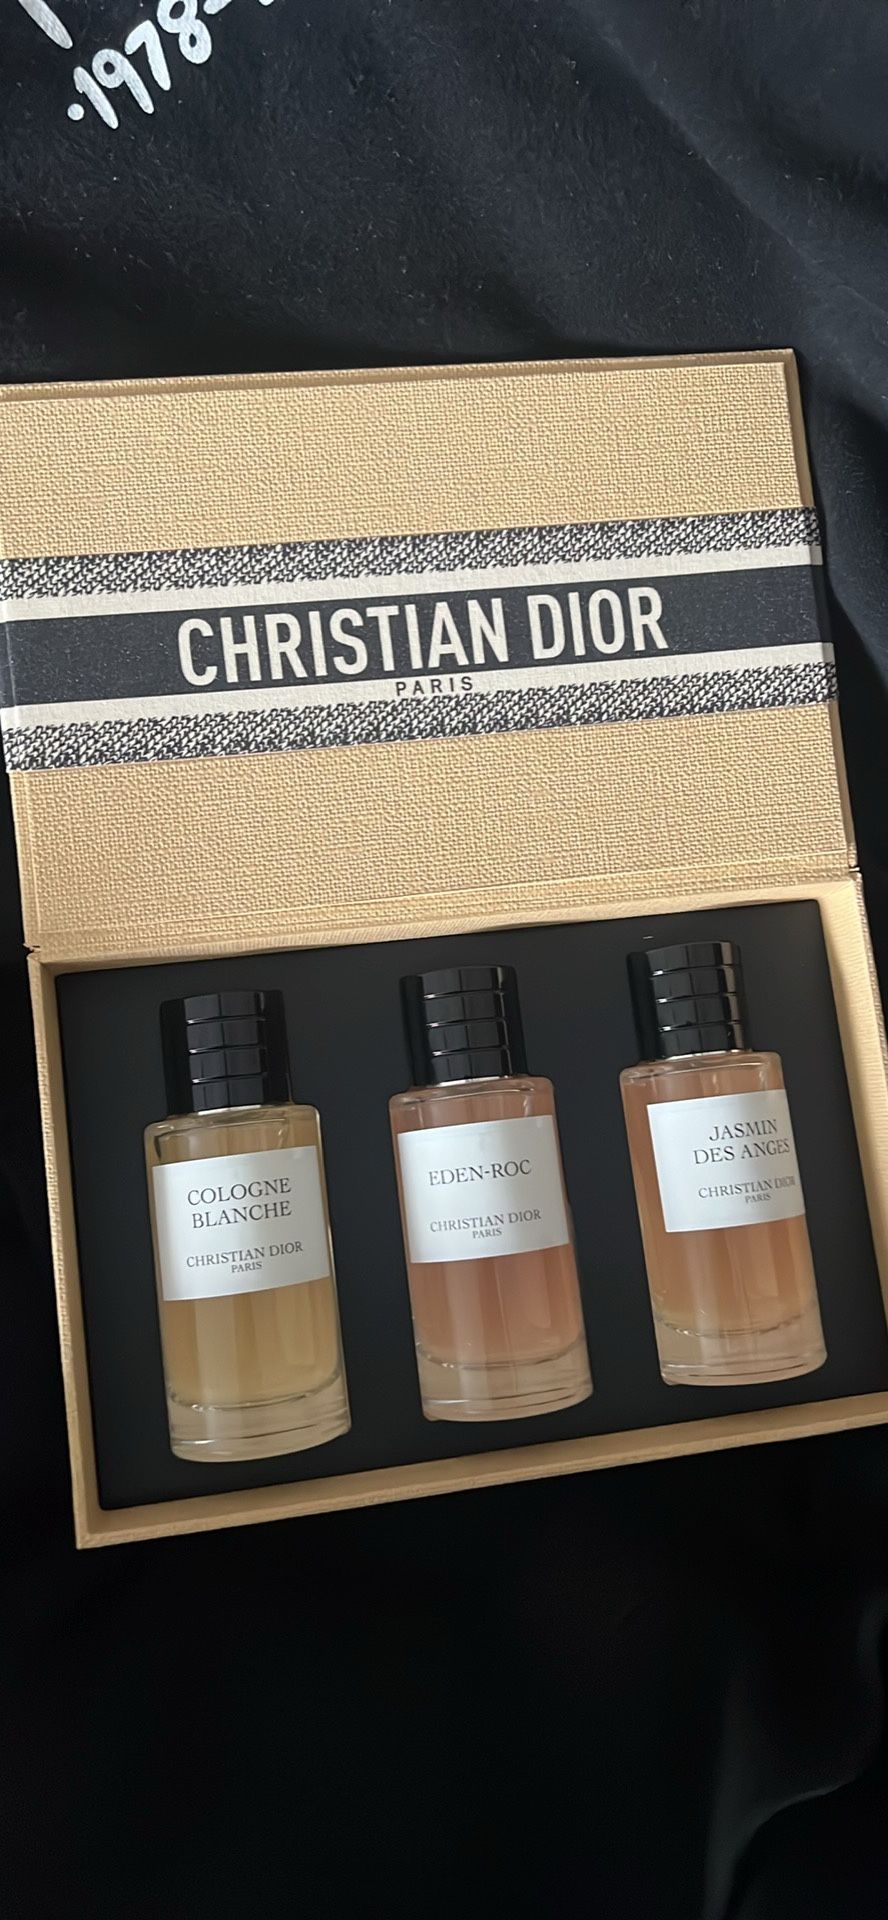 ·1978-
CHRISTIAN DIOR
PARIS
COLOGNE
BLANCHE
CHRISTIAN DIOR
PARIS
EDEN-ROC
CHRISTIAN DIOR
PARIS
JASMIN
DES ANGES
CHRISTIAN DIOR
PARIS